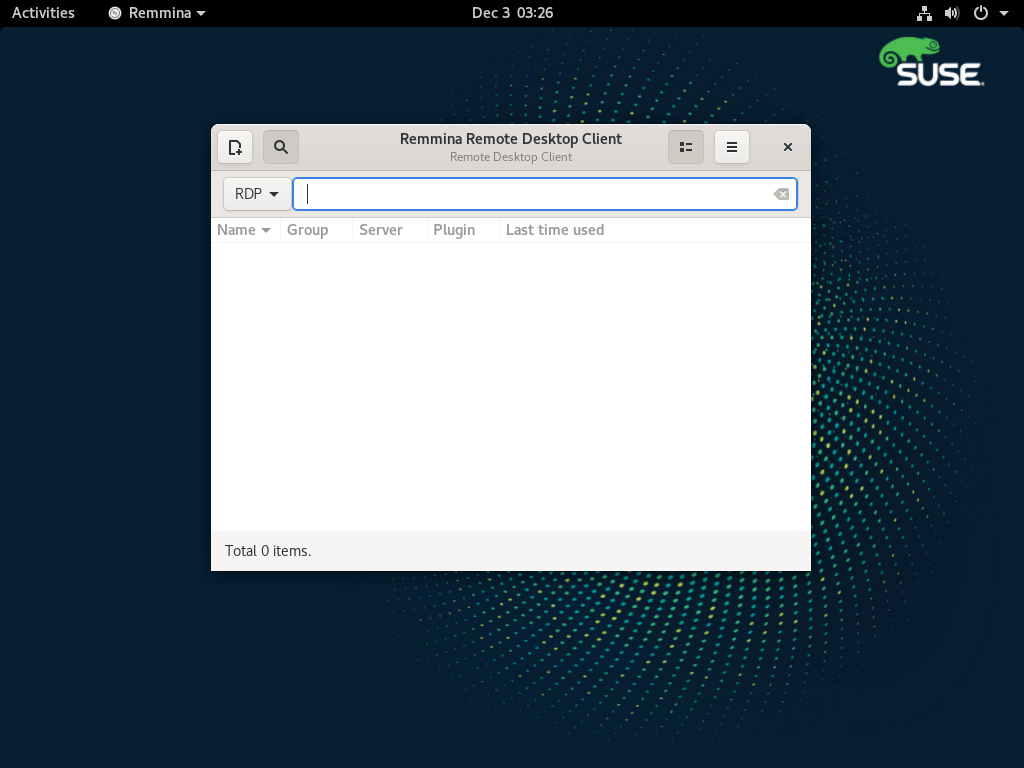 Activities Remmina Dec 3 03:26
SUSE
Remmina Remote Desktop Client
Remote Desktop Client
RDP
Name Group Server Plugin Last time used
Total 0 items.